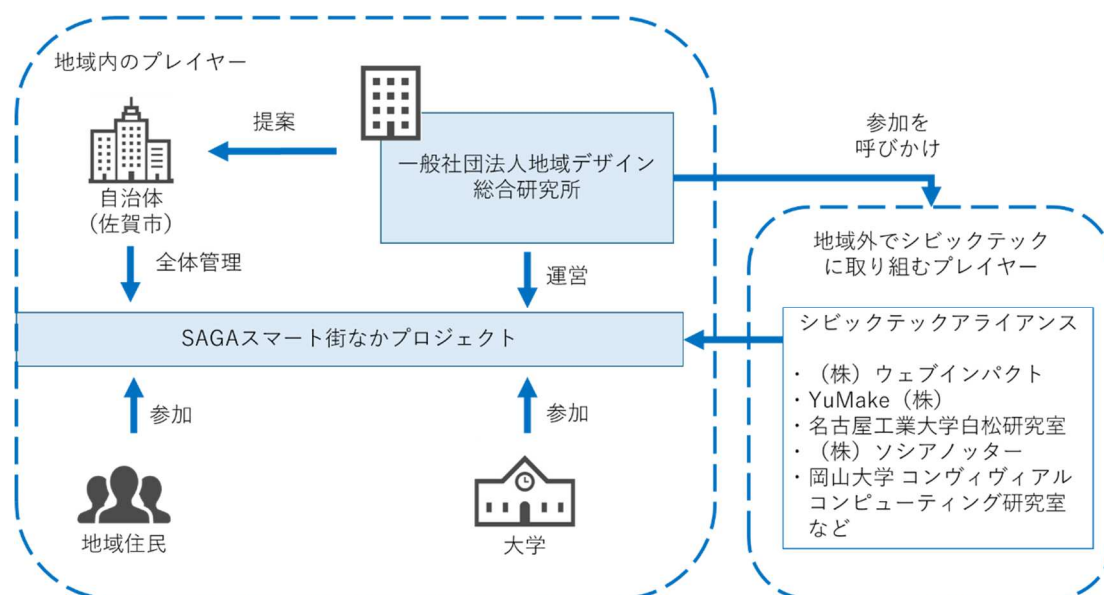 地域内のプレイヤー
提案
自治体
（佐賀市）
一般社団法人地域デザイン
総合研究所
参加を
呼びかけ
全体管理
運営
SAGAスマート街なかプロジェクト
参加
参加
地域住民
大学
地域外でシビックテック
に取り組むプレイヤー
シビックテックアライアンス
・（株）ウェブインパクト
・YuMake（株）
・名古屋工業大学白松研究室
・（株）ソシアノッター
・岡山大学 コンヴィヴィアル
コンピューティング研究室
など